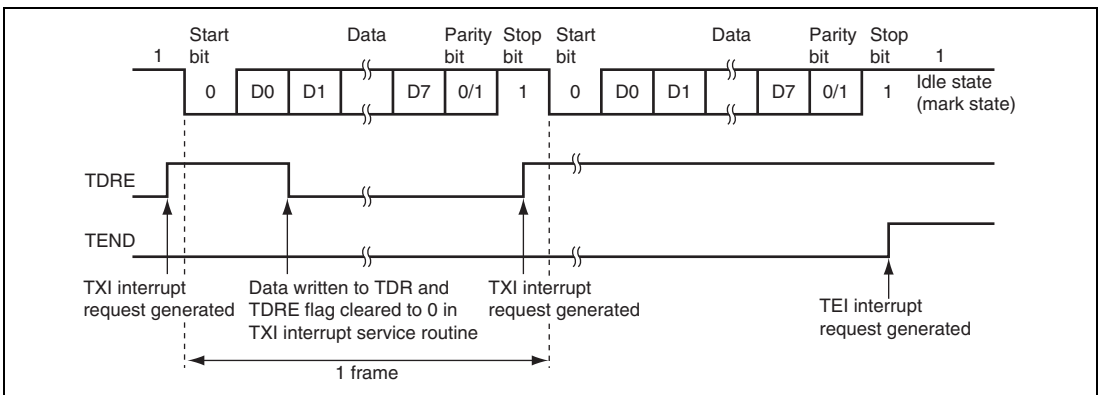 Start bit
Data
Parity bit
Stop bit
Start bit
Data
Parity bit
Stop bit
1
1
0
D0
D1
D7
0/1
1
0
D0
D1
D7
0/1
1
Idle state
(mark state)
TDRE
TEND
TXI interrupt
request generated
Data written to TDR and
TDRE flag cleared to 0 in
TXI interrupt service routine
TXI interrupt
request generated
TEI interrupt
request generated
1 frame